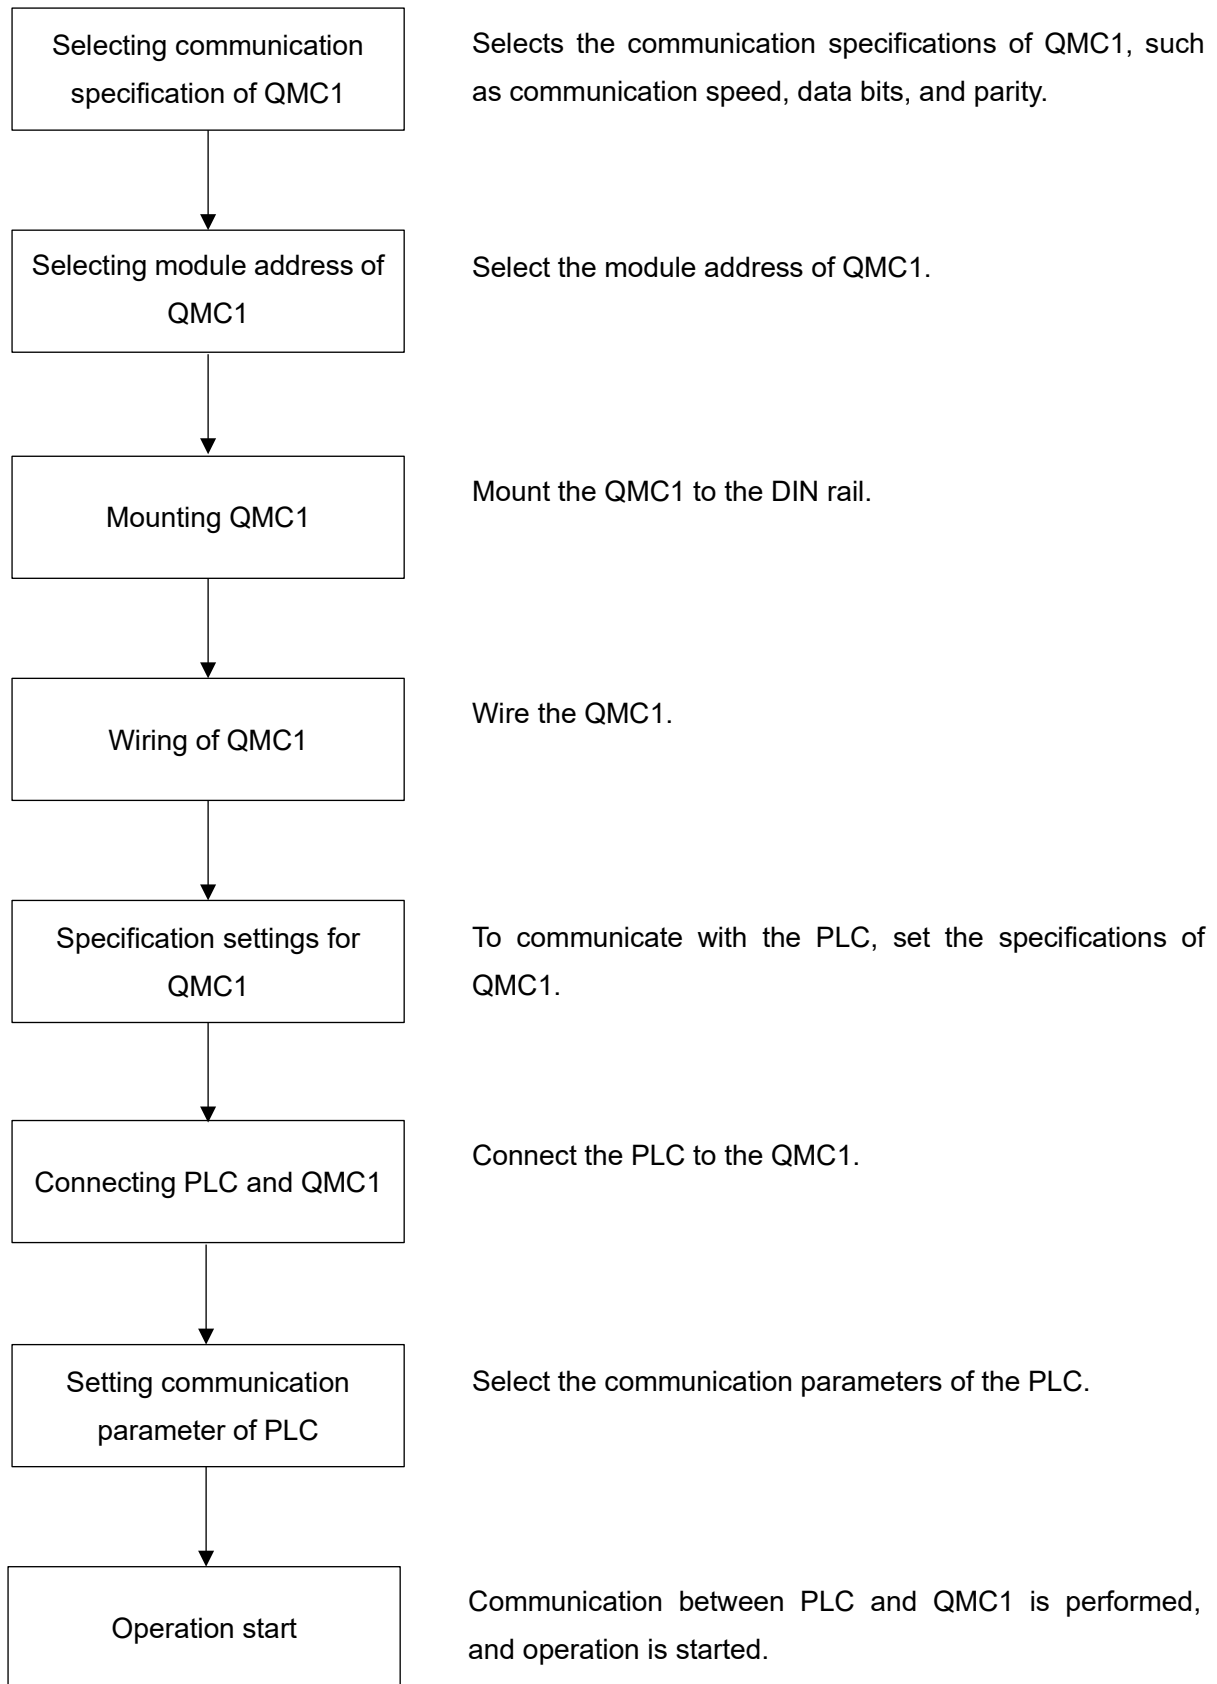 Selecting communication
specification of QMC1
Selects the communication specifications of QMC1, such
as communication speed, data bits, and parity.
Selecting module address of
QMC1
Select the module address of QMC1.
Mounting QMC1
Mount the QMC1 to the DIN rail.
Wiring of QMC1
Wire the QMC1.
Specification settings for
QMC1
To communicate with the PLC, set the specifications of
QMC1.
Connecting PLC and QMC1
Connect the PLC to the QMC1.
Setting communication
parameter of PLC
Select the communication parameters of the PLC.
Operation start
Communication between PLC and QMC1 is performed,
and operation is started.